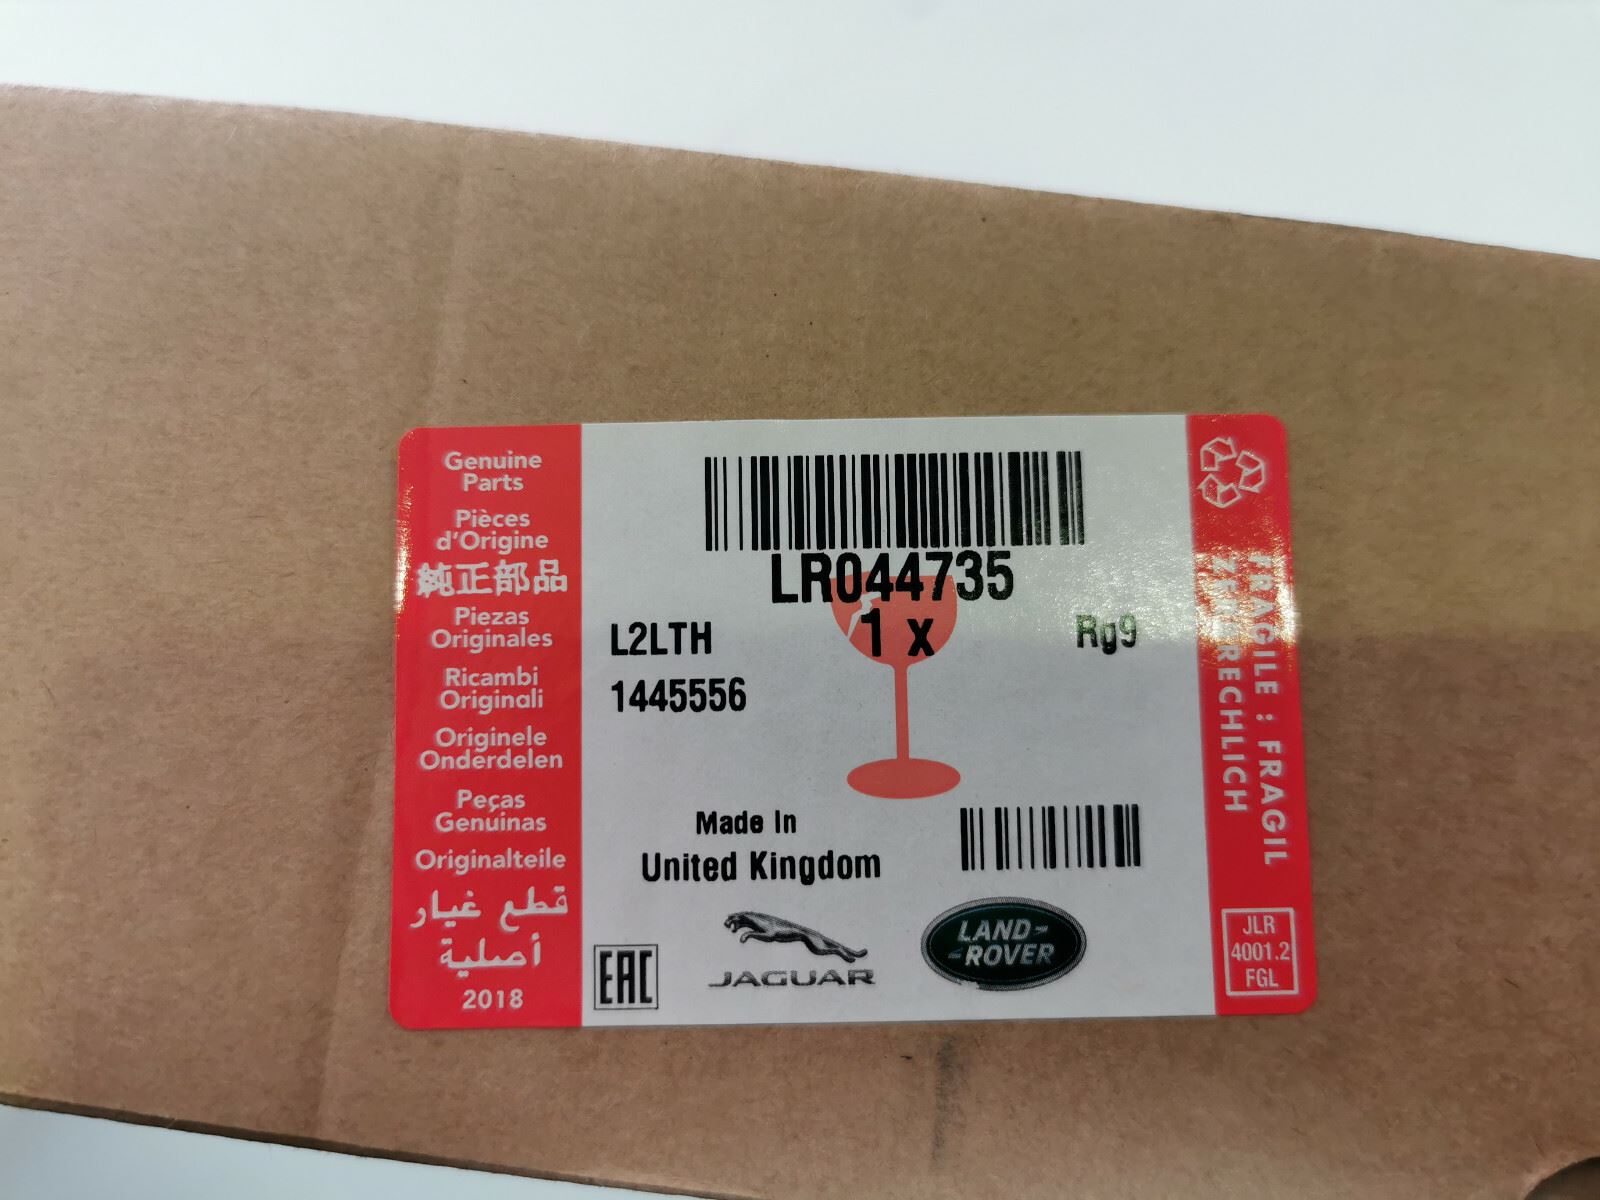 Genuine
Parts
Pièces
d'Origine
純正部品
Piezas
Originales
Ricambi
Originali
Originele
Onderdelen
Peças
Genuinas
Originalteile
قطع غيار
أصلية
2018
LR044735
L2LTH
1 x
Rg9
1445556
Made In
United Kingdom
EAC
JAGUAR
LAND-
-ROVER
FRAGILE : FRAGIL
ZERBRECHLICH
JLR
4001.2
FGL